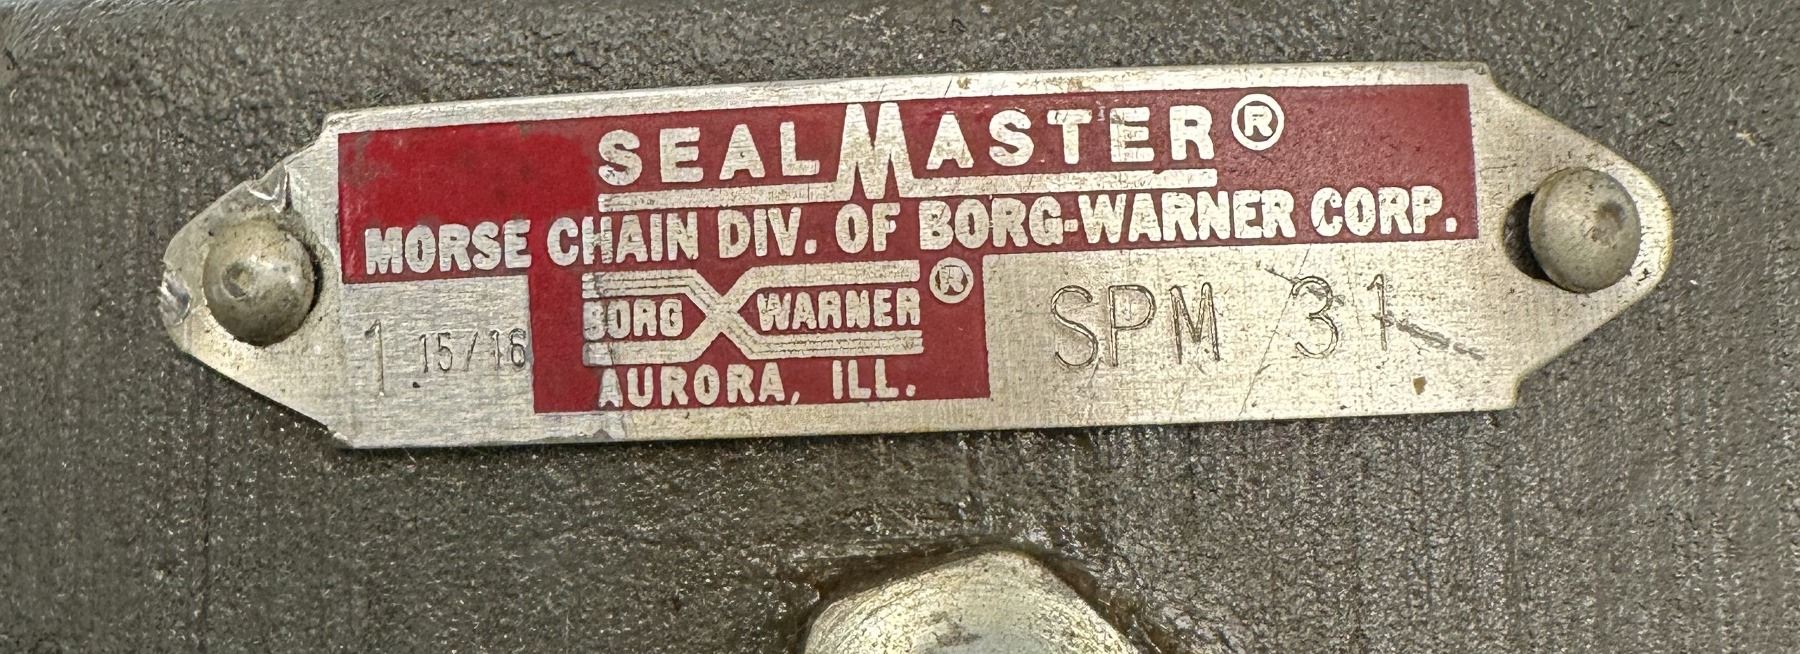 SEALMASTER®
MORSE CHAIN DIV. OF BORG-WARNER CORP.
BORG WARNER ®
1 15/16 SPM 31
AURORA, ILL.